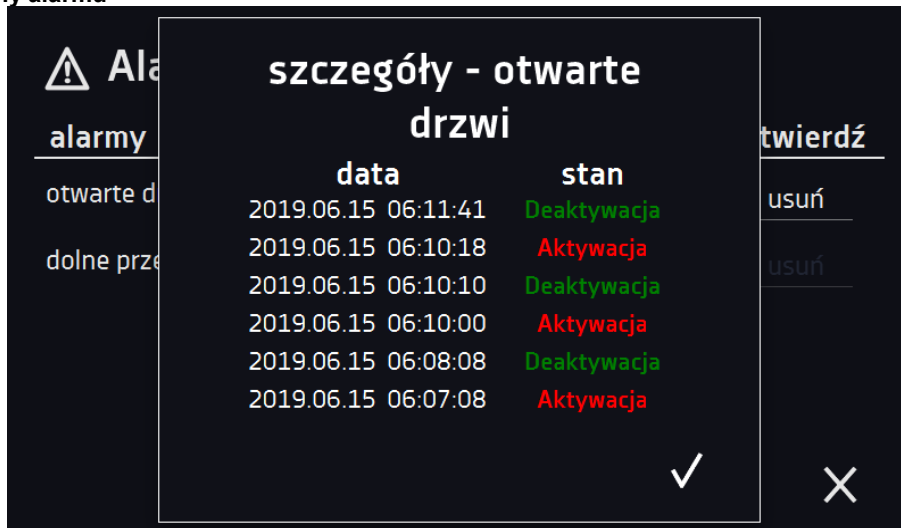 Ala
szczegóły - otwarte
drzwi
alarmy
twierdź
data stan
otwarte d
usuń
2019.06.15 06:11:41 Deaktywacja
2019.06.15 06:10:18 Aktywacja
dolne prze
usuń
2019.06.15 06:10:10 Deaktywacja
2019.06.15 06:10:00 Aktywacja
2019.06.15 06:08:08 Deaktywacja
2019.06.15 06:07:08 Aktywacja